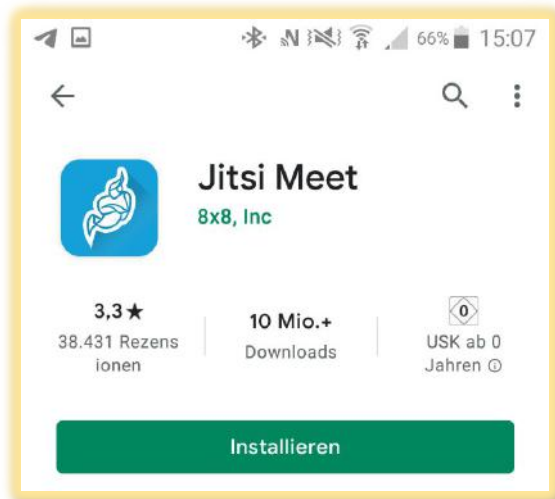 66% 15:07
Jitsi Meet
8x8, Inc
3,3★
38.431 Rezens
ionen
10 Mio.+
Downloads
0
USK ab 0
Jahren
Installieren